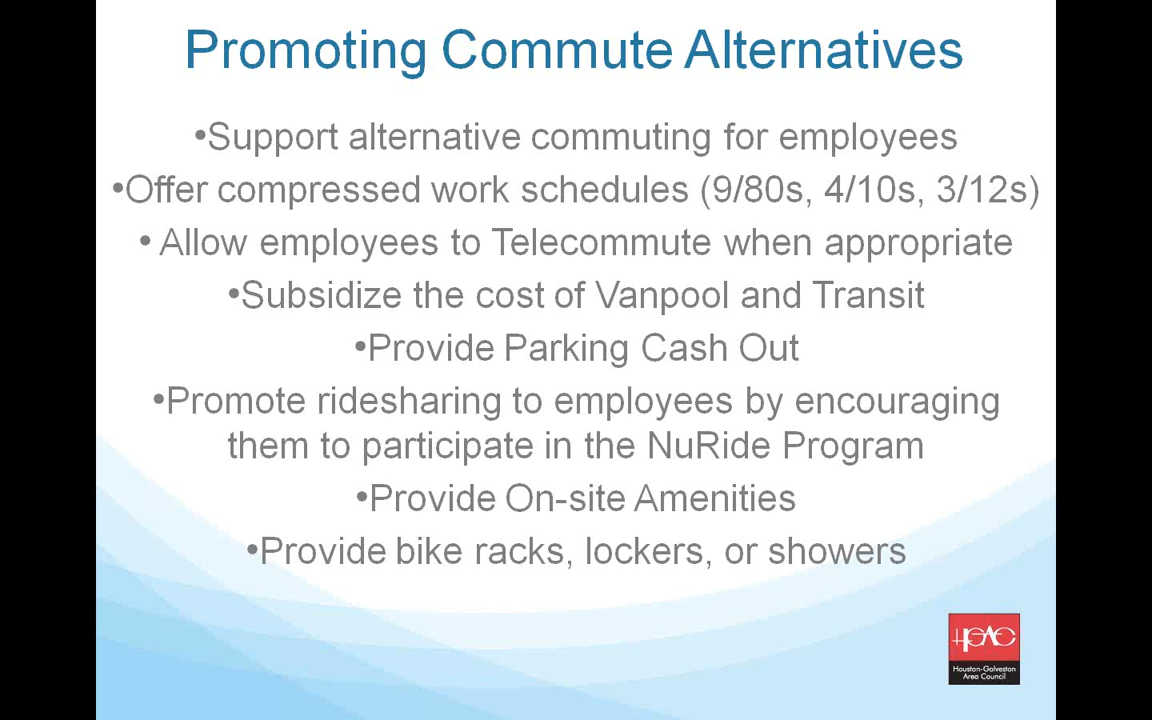 Promoting Commute Alternatives
•Support alternative commuting for employees
•Offer compressed work schedules (9/80s, 4/10s, 3/12s)
• Allow employees to Telecommute when appropriate
•Subsidize the cost of Vanpool and Transit
•Provide Parking Cash Out
•Promote ridesharing to employees by encouraging
them to participate in the NuRide Program
•Provide On-site Amenities
•Provide bike racks, lockers, or showers
HGAC
Houston-Galveston
Area Council